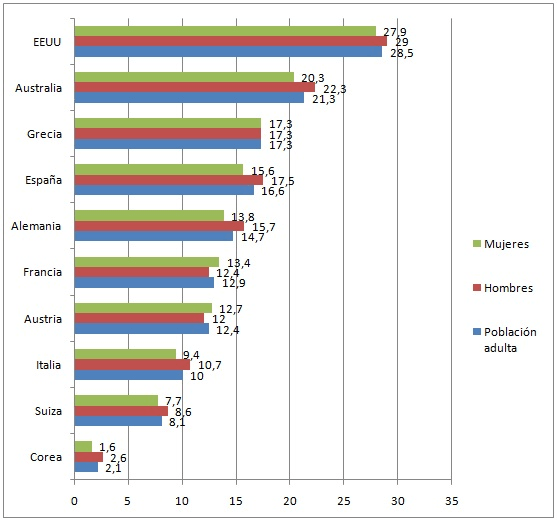 EEUU
27,9
29
28,5
Australia
20,3
22,3
21,3
Grecia
17,3
17,3
17,3
España
15,6
17,5
16,6
Alemania
13,8
15,7
14,7
Francia
13,4
12,4
12,9
Austria
12,7
12
12,4
Italia
9,4
10,7
10
Suiza
7,7
8,6
8,1
Corea
1,6
2,6
2,1
0 5 10 15 20 25 30 35
Mujeres
Hombres
Población
adulta